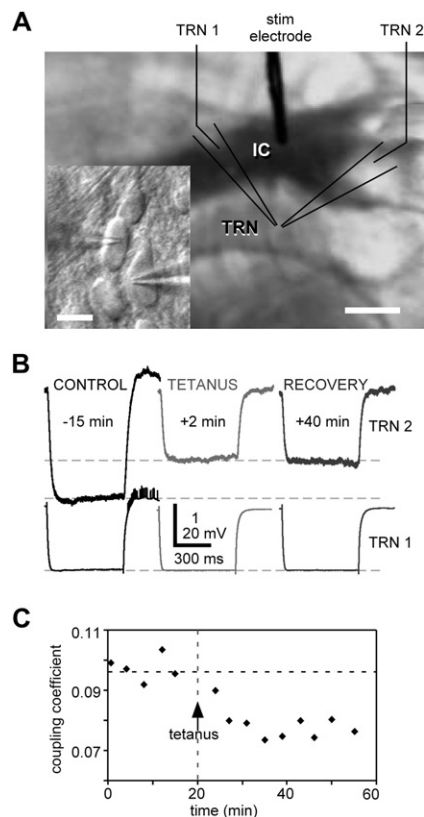 A
TRN 1
stim
electrode
TRN 2
IC
TRN
B
CONTROL
TETANUS
RECOVERY
-15 min
+2 min
+40 min
TRN 2
1
20 mV
300 ms
TRN 1
C
0.11
0.09
0.07
coupling coefficient
tetanus
0
20
40
60
time (min)